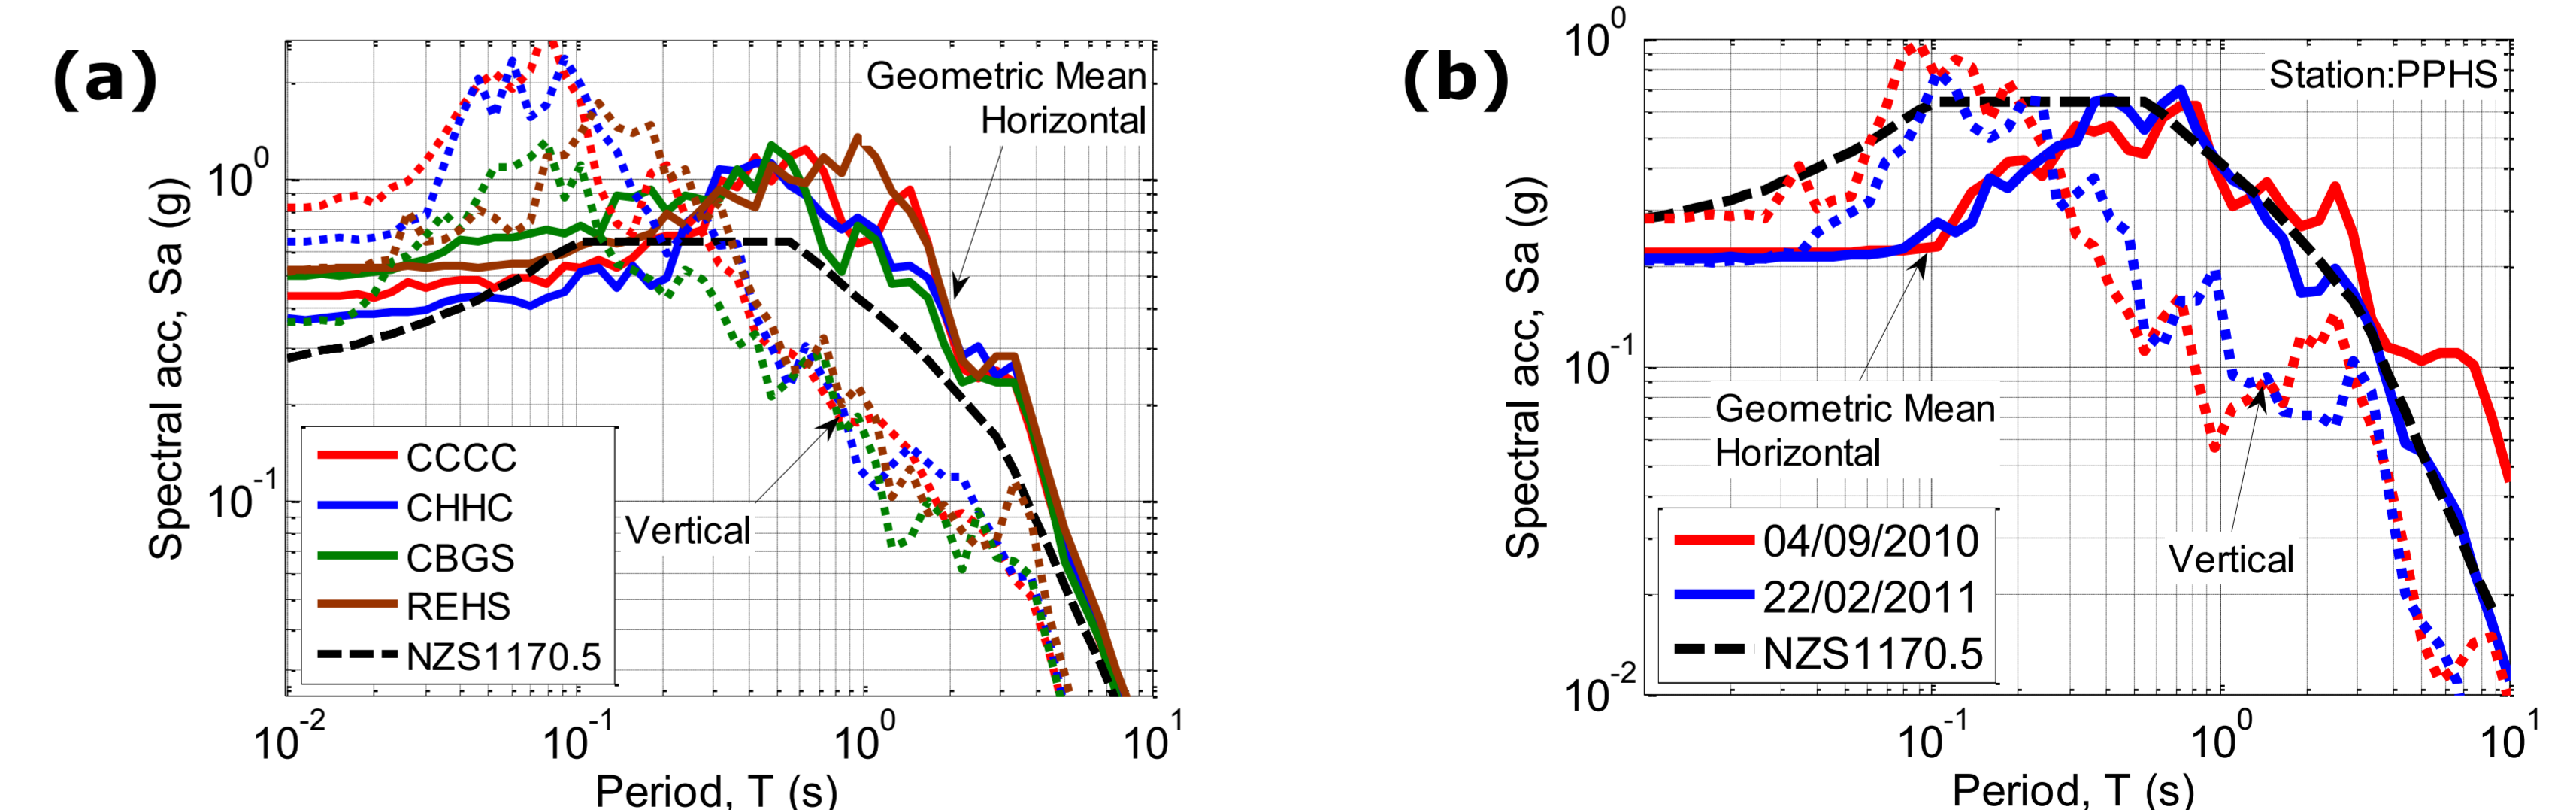 (a)
Spectral acc, Sa (g)
10^0
10^-1
Geometric Mean
Horizontal
Vertical
CCCC
CHHC
CBGS
REHS
NZS1170.5
10^-2
10^-1
10^0
10^1
Period, T (s)
(b)
Spectral acc, Sa (g)
10^0
10^-1
10^-2
Station:PPHS
Geometric Mean
Horizontal
Vertical
04/09/2010
22/02/2011
NZS1170.5
10^-1
10^0
10^1
Period, T (s)